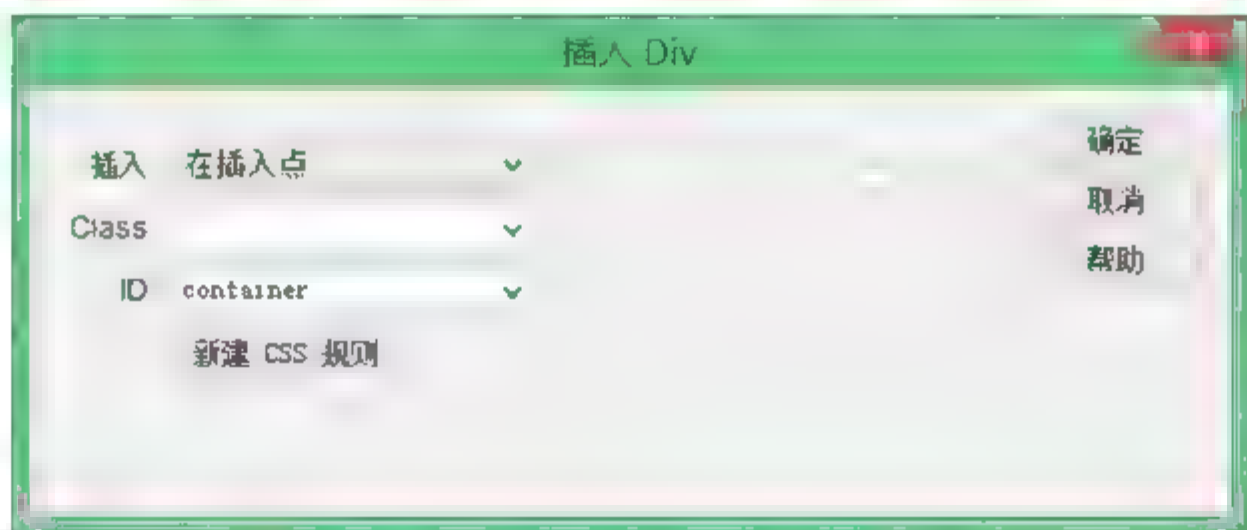 插入 Div
插入 在插入点
Class
ID container
新建 CSS 规则
确定
取消
帮助